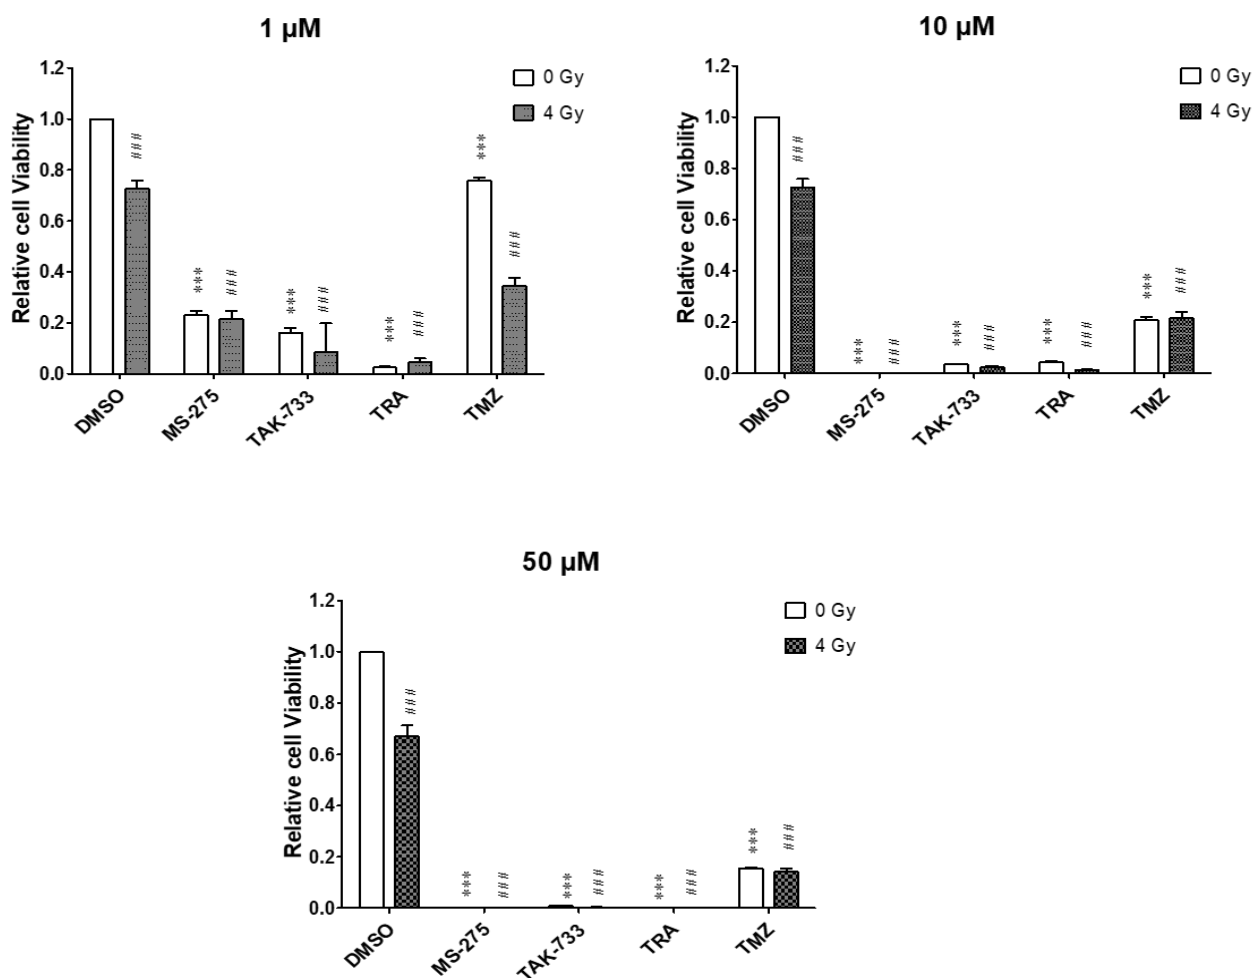 1 µM
Relative cell Viability
1.2
1.0
0.8
0.6
0.4
0.2
0.0
0 Gy
4 Gy
###
***
###
***
###
***
###
***
###
***
DMSO
MS-275
TAK-733
TRA
TMZ
10 µM
Relative cell Viability
1.2
1.0
0.8
0.6
0.4
0.2
0.0
0 Gy
4 Gy
###
***
###
***
###
***
###
***
###
DMSO
MS-275
TAK-733
TRA
TMZ
50 µM
Relative cell Viability
1.2
1.0
0.8
0.6
0.4
0.2
0.0
0 Gy
4 Gy
###
***
###
***
###
***
###
***
###
DMSO
MS-275
TAK-733
TRA
TMZ